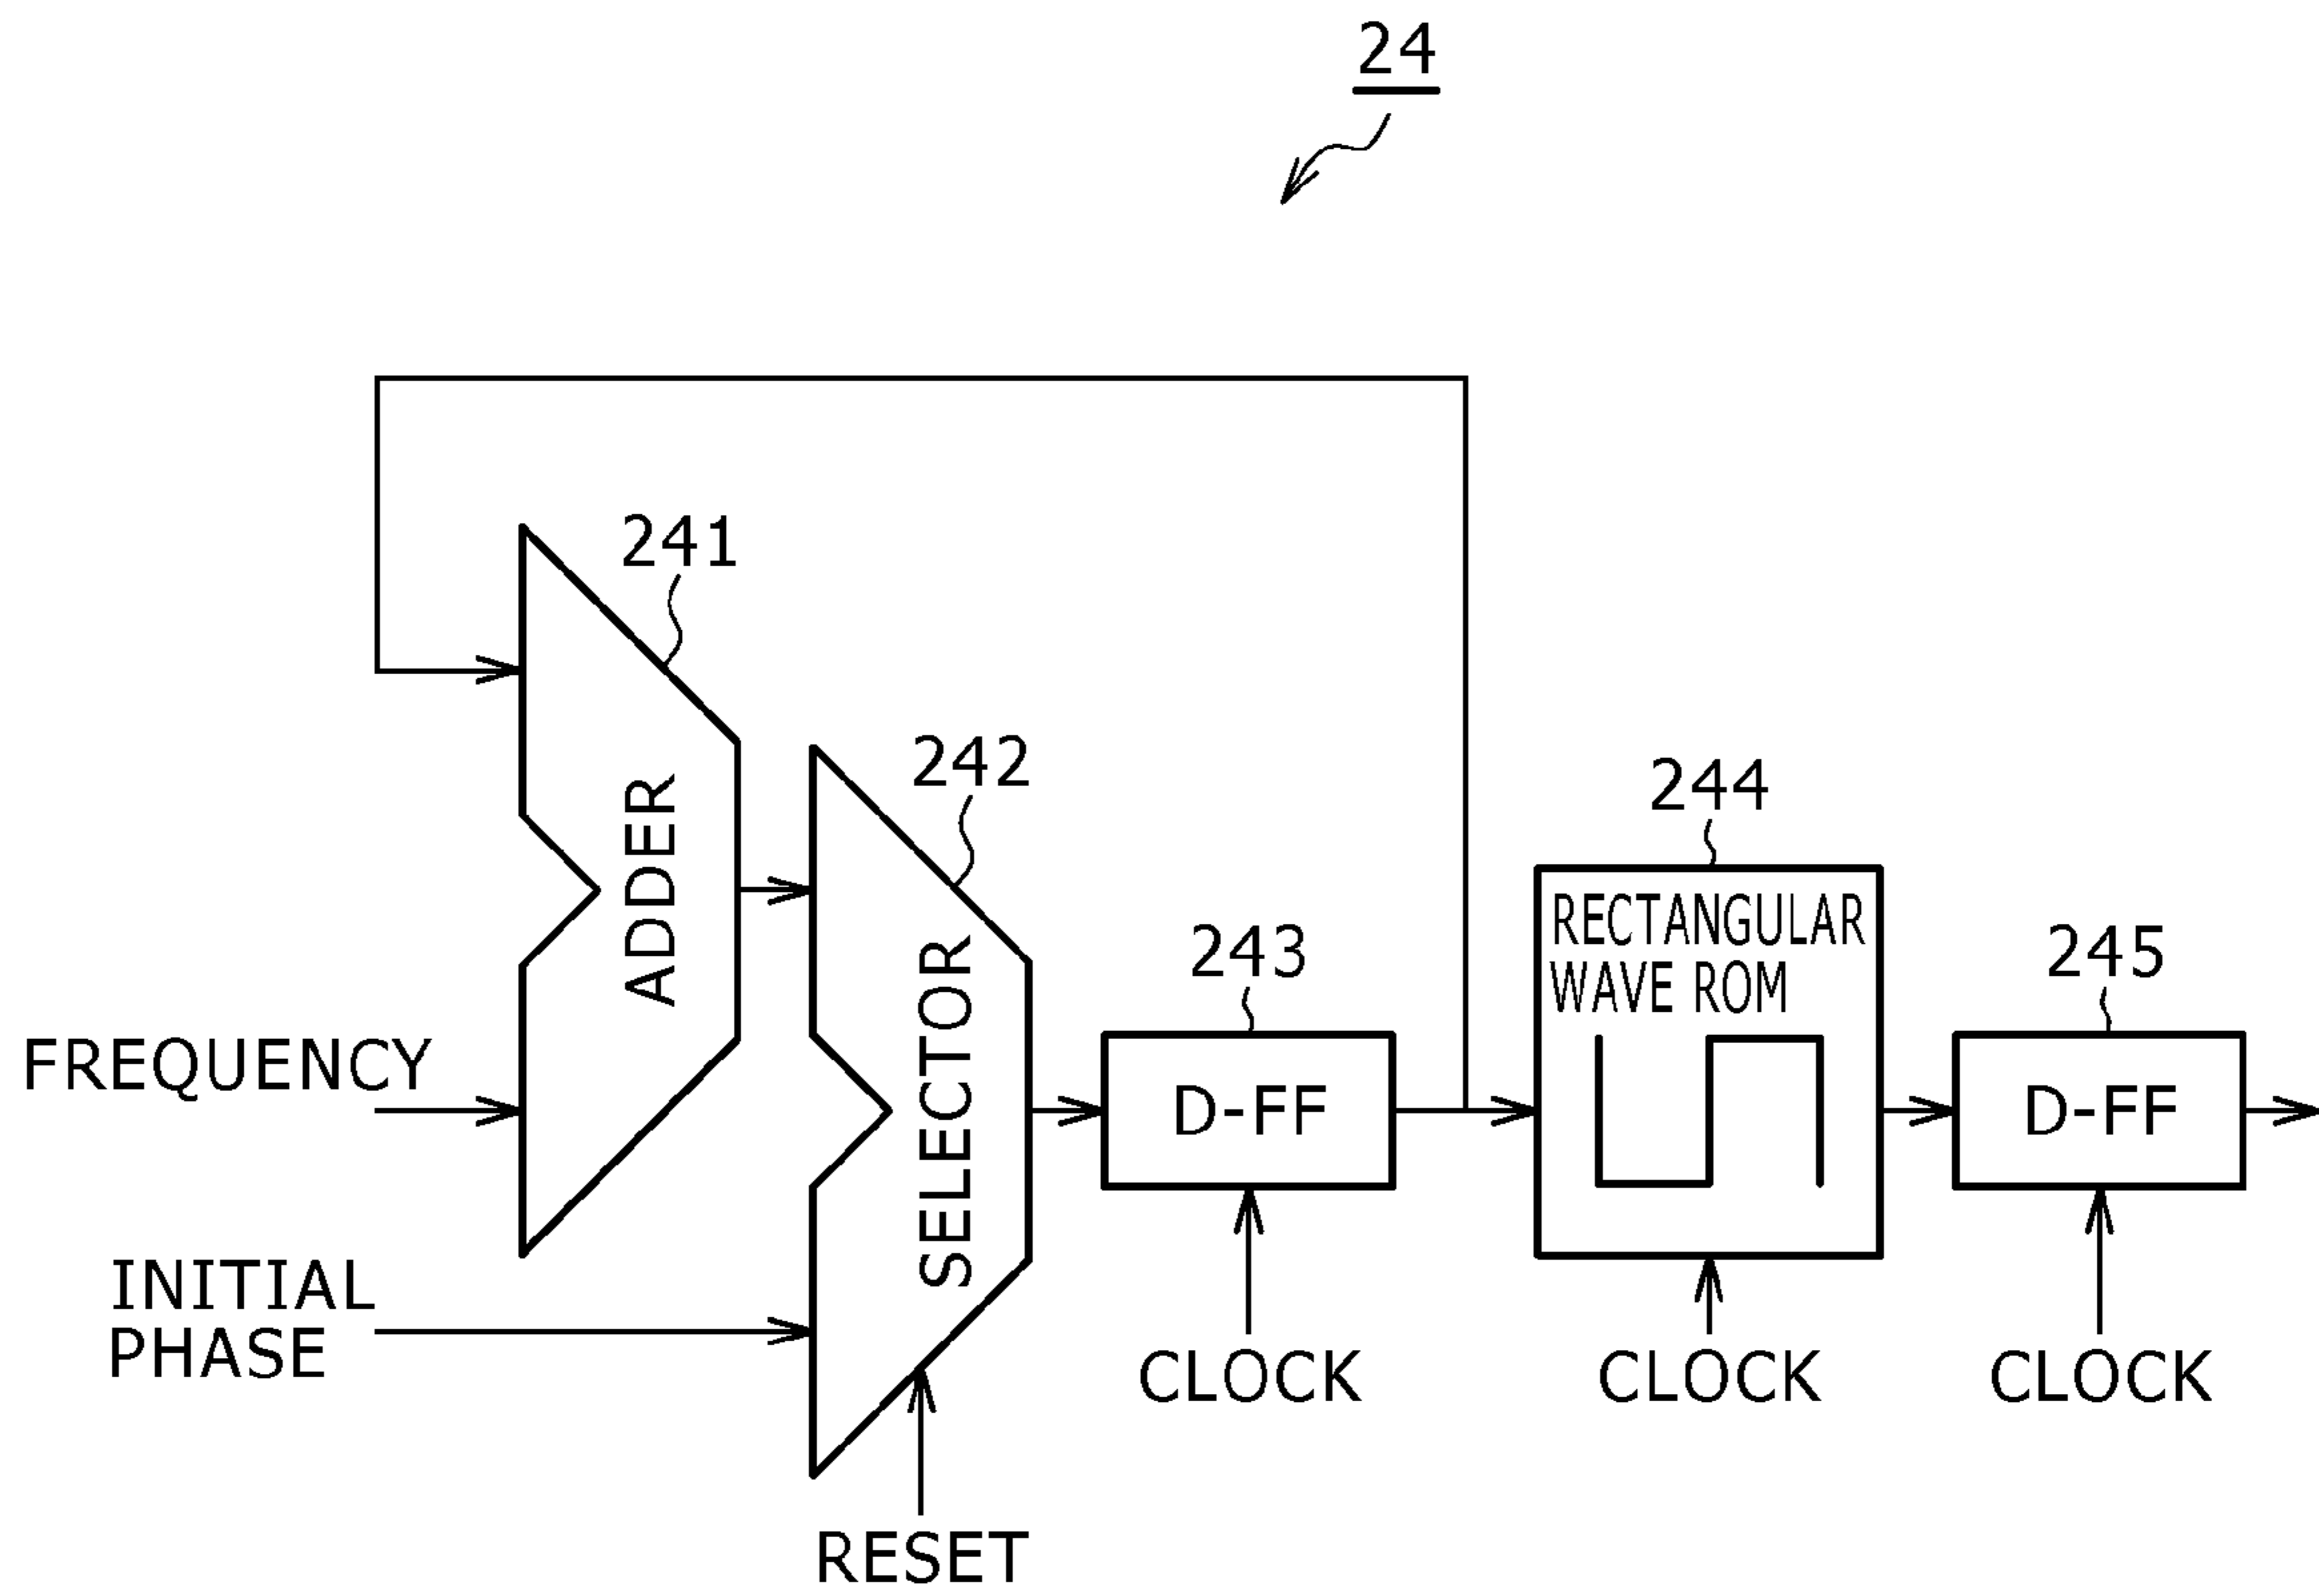 24
241
242
244
RECTANGULAR
WAVE ROM
243
245
ADDER
SELECTOR
FREQUENCY
D-FF
D-FF
INITIAL
PHASE
CLOCK
CLOCK
CLOCK
RESET